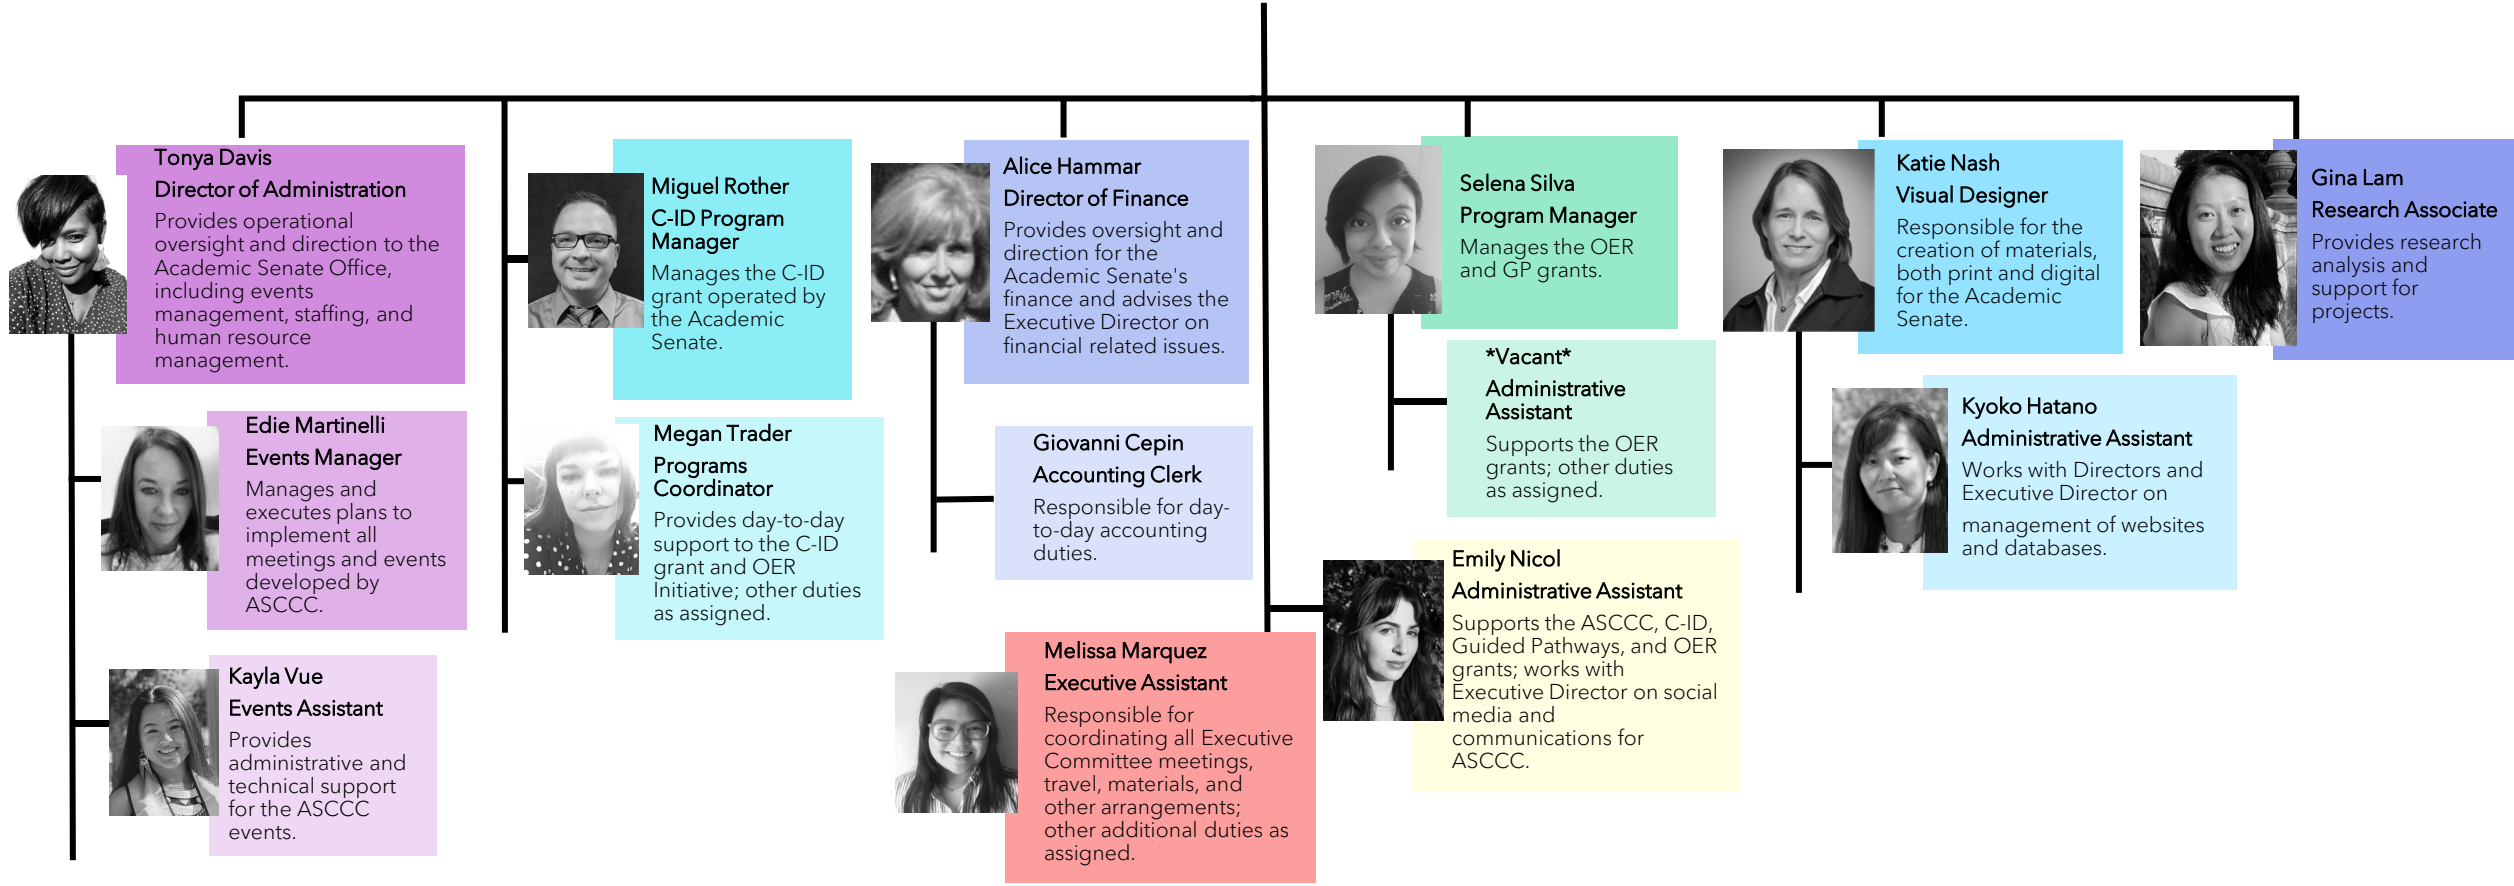 Tonya Davis
Director of Administration
Provides operational
oversight and direction to the
Academic Senate Office,
including events
management, staffing, and
human resource
management.
Edie Martinelli
Events Manager
Manages and
executes plans to
implement all
meetings and events
developed by
ASCCC.
Kayla Vue
Events Assistant
Provides
administrative and
technical support
for the ASCCC
events.
Miguel Rother
C-ID Program
Manager
Manages the C-ID
grant operated by
the Academic
Senate.
Megan Trader
Programs
Coordinator
Provides day-to-day
support to the C-ID
grant and OER
Initiative; other duties
as assigned.
Alice Hammar
Director of Finance
Provides oversight and
direction for the
Academic Senate's
finance and advises the
Executive Director on
financial related issues.
Giovanni Cepin
Accounting Clerk
Responsible for day-
to-day accounting
duties.
Melissa Marquez
Executive Assistant
Responsible for
coordinating all Executive
Committee meetings,
travel, materials, and
other arrangements;
other additional duties as
assigned.
Selena Silva
Program Manager
Manages the OER
and GP grants.
*Vacant*
Administrative
Assistant
Supports the OER
grants; other duties
as assigned.
Emily Nicol
Administrative Assistant
Supports the ASCCC, C-ID,
Guided Pathways, and OER
grants; works with
Executive Director on social
media and
communications for
ASCCC.
Katie Nash
Visual Designer
Responsible for the
creation of materials,
both print and digital
for the Academic
Senate.
Kyoko Hatano
Administrative Assistant
Works with Directors and
Executive Director on
management of websites
and databases.
Gina Lam
Research Associate
Provides research
analysis and
support for
projects.